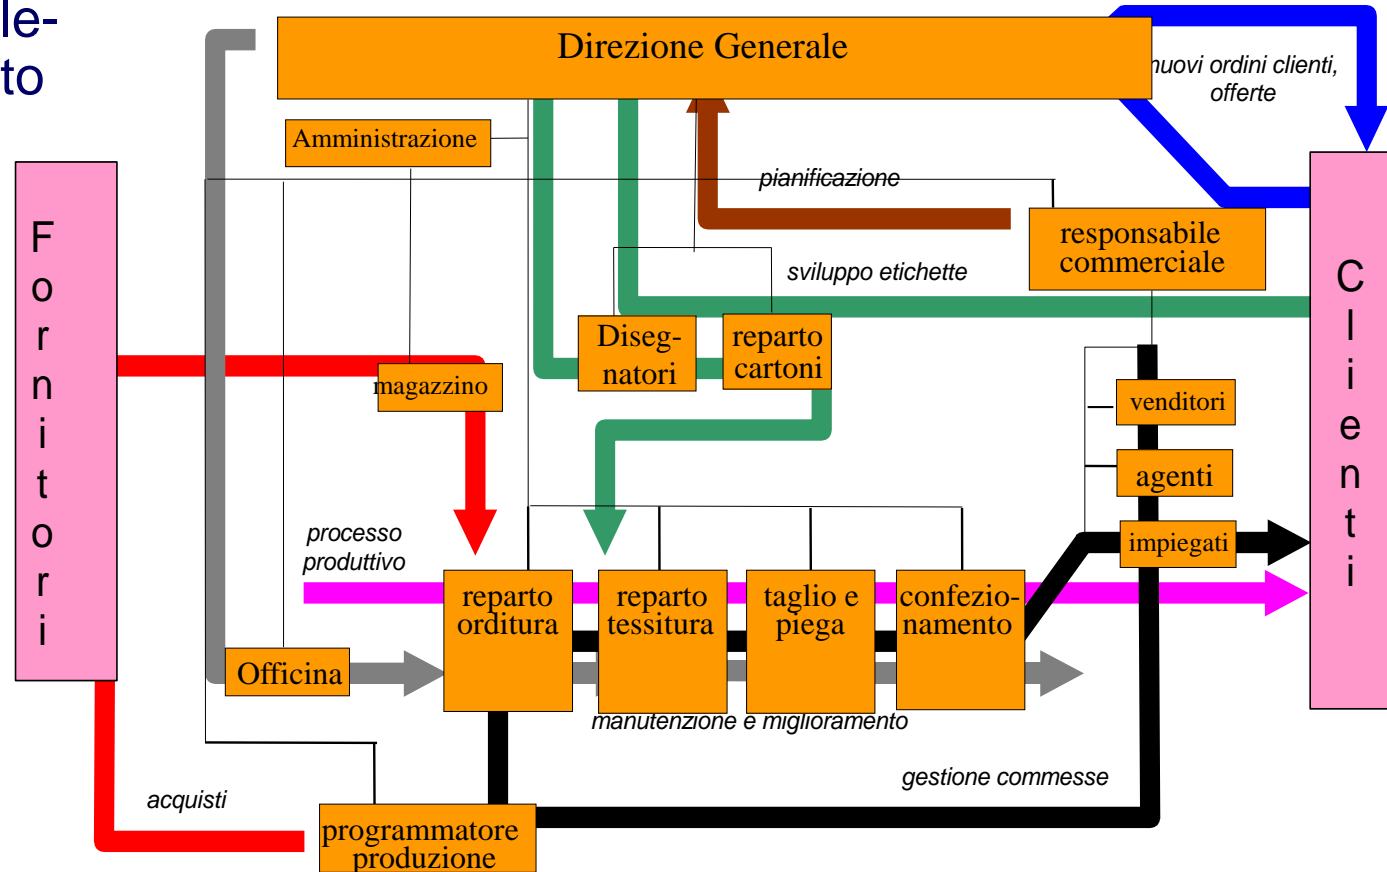 le-
to
Direzione Generale
nuovi ordini clienti,
offerte
Amministrazione
pianificazione
responsabile
commerciale
sviluppo etichette
F
o
r
n
i
t
o
r
i
C
l
i
e
n
t
i
Diseg-
natori
reparto
cartoni
magazzino
venditori
agenti
impiegati
processo
produttivo
reparto
orditura
reparto
tessitura
taglio e
piega
confezio-
namento
Officina
manutenzione e miglioramento
gestione commesse
acquisti
programmatore
produzione